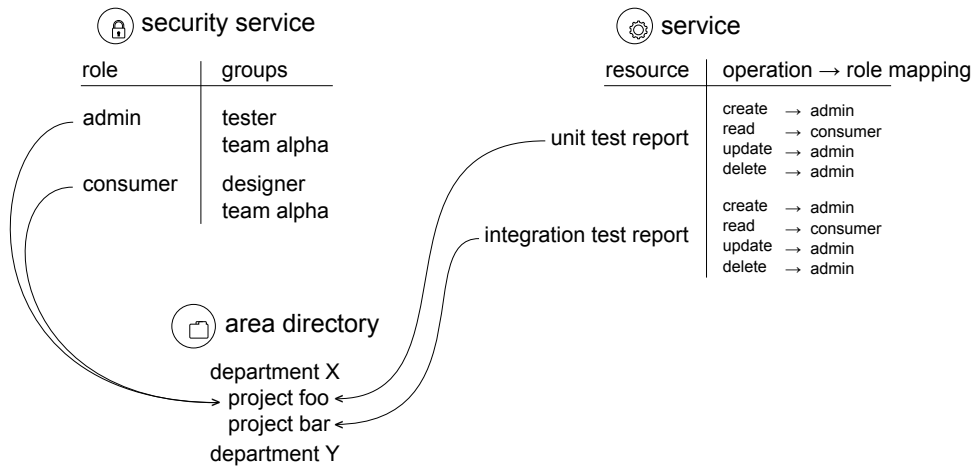 security service
role groups
admin tester
team alpha
consumer designer
team alpha
service
resource operation → role mapping
unit test report
create → admin
read → consumer
update → admin
delete → admin
integration test report
create → admin
read → consumer
update → admin
delete → admin
area directory
department X
project foo
project bar
department Y